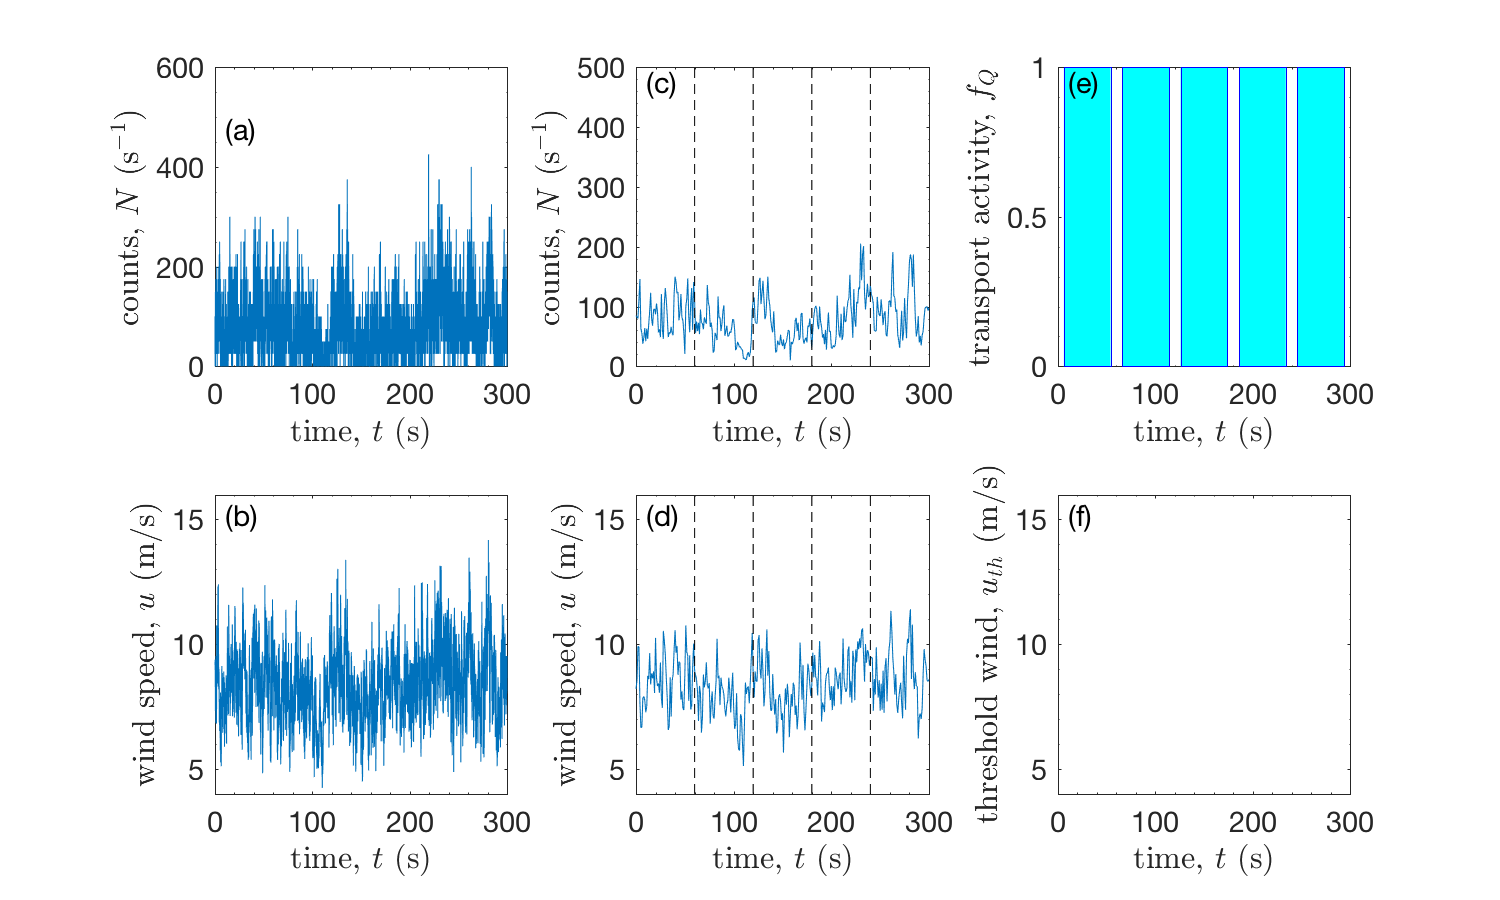 (a)
600
400
200
0
counts, N (s⁻¹)
0 100 200 300
time, t (s)
(c)
500
400
300
200
100
0
counts, N (s⁻¹)
0 100 200 300
time, t (s)
(e)
1
0.5
0
transport activity, f_Q
0 100 200 300
time, t (s)
(b)
15
10
5
wind speed, u (m/s)
0 100 200 300
time, t (s)
(d)
15
10
5
wind speed, u (m/s)
0 100 200 300
time, t (s)
(f)
15
10
5
threshold wind, u_th (m/s)
0 100 200 300
time, t (s)